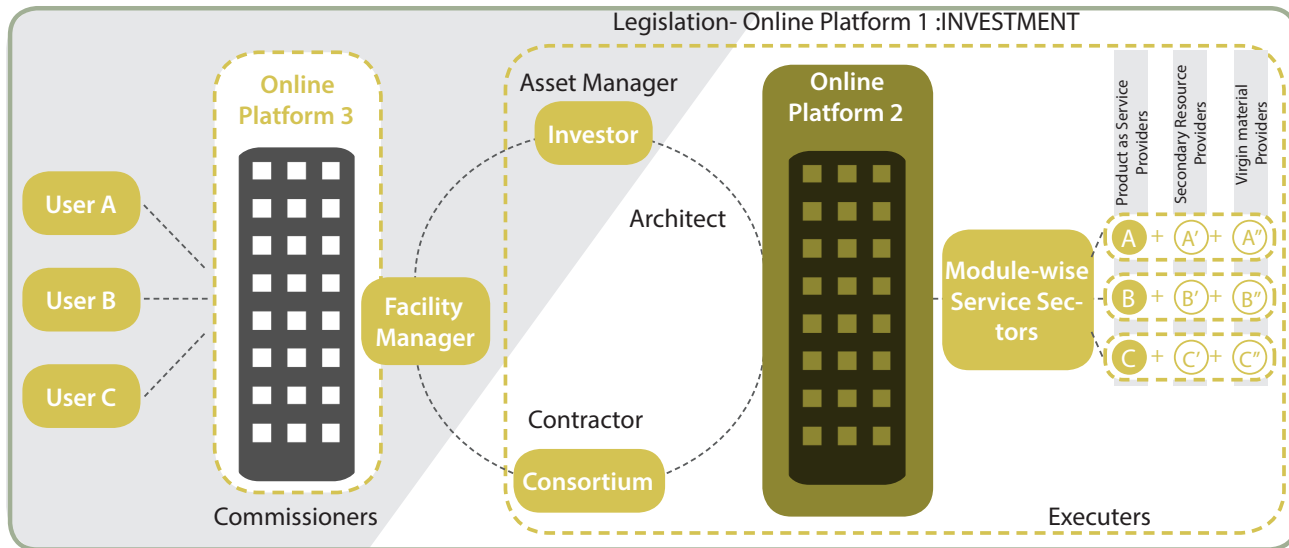 Legislation- Online Platform 1 :INVESTMENT
Online
Platform 3
User A
User B
User C
Facility
Manager
Commissioners
Asset Manager
Investor
Architect
Contractor
Consortium
Online
Platform 2
Module-wise
Service Sec-
tors
Product as Service
Providers
Secondary Resource
Providers
Virgin material
Providers
A + A' + A"
B + B' + B"
C + C' + C"
Executers